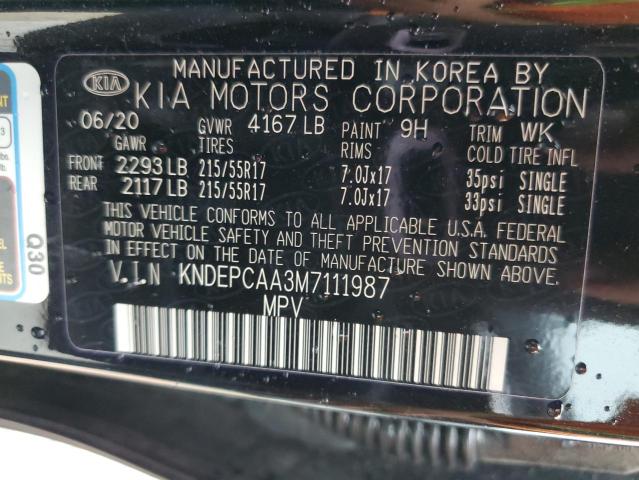 MANUFACTURED IN KOREA BY
KIA KIA MOTORS CORPORATION
06/20 GVWR 4167 LB PAINT 9H TRIM WK
GAWR TIRES RIMS COLD TIRE INFL
FRONT 2293 LB 215/55R17 7.0Jx17 35psi SINGLE
REAR 2117 LB 215/55R17 7.0Jx17 33psi SINGLE
THIS VEHICLE CONFORMS TO ALL APPLICABLE U.S.A. FEDERAL
MOTOR VEHICLE SAFETY AND THEFT PREVENTION STANDARDS
IN EFFECT ON THE DATE OF MANUFACTURE SHOWN ABOVE.
V.I.N KNDEPCAA3M7111987
MPV
Q30